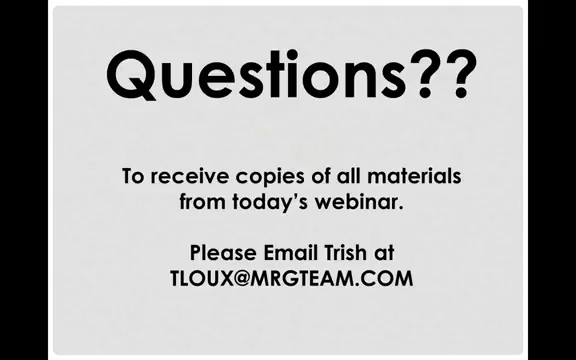 Questions??
To receive copies of all materials
from today's webinar.
Please Email Trish at
TLOUX@MRGTEAM.COM